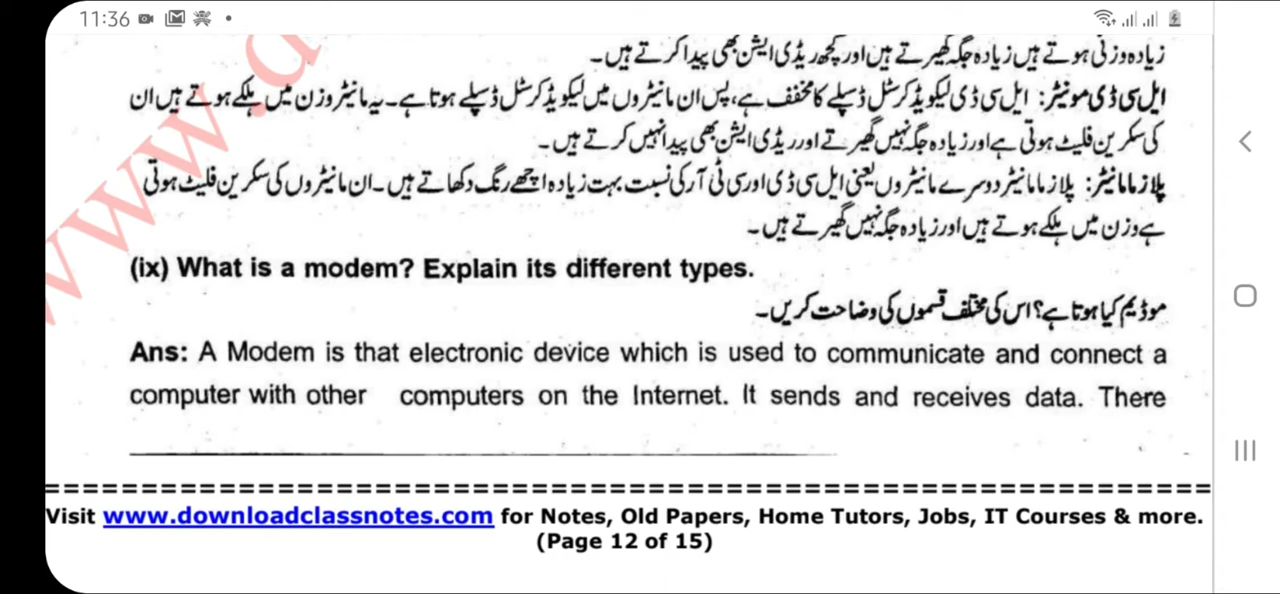 11:36
زیادہ وزنی ہوتے ہیں زیادہ جگہ گھیرتے ہیں اور کچھ ریڈی ایشن بھی پیدا کرتے ہیں۔
ایل سی ڈی مونیٹر: ایل سی ڈی لیکویڈ کرسٹل ڈسپلے کا مخفف ہے، پس ان مانیٹروں میں لیکویڈ کرسٹل ڈسپلے ہوتا ہے۔ یہ مانیٹر وزن میں ہلکے ہوتے ہیں ان
کی سکرین فلیٹ ہوتی ہے اور زیادہ جگہ نہیں گھیرتے اور ریڈی ایشن بھی پیدا نہیں کرتے ہیں۔
پلازما مانیٹر: پلازما مانیٹر دوسرے مانیٹروں یعنی ایل سی ڈی اور سی ٹی آر کی نسبت بہت زیادہ اچھے رنگ دکھاتے ہیں۔ ان مانیٹروں کی سکرین فلیٹ ہوتی
ہے وزن میں ہلکے ہوتے ہیں اور زیادہ جگہ نہیں گھیرتے ہیں۔
(ix) What is a modem? Explain its different types.
موڈیم کیا ہوتا ہے؟ اس کی مختلف قسموں کی وضاحت کریں۔
Ans: A Modem is that electronic device which is used to communicate and connect a
computer with other computers on the Internet. It sends and receives data. There
Visit www.downloadclassnotes.com for Notes, Old Papers, Home Tutors, Jobs, IT Courses & more.
(Page 12 of 15)
www.d